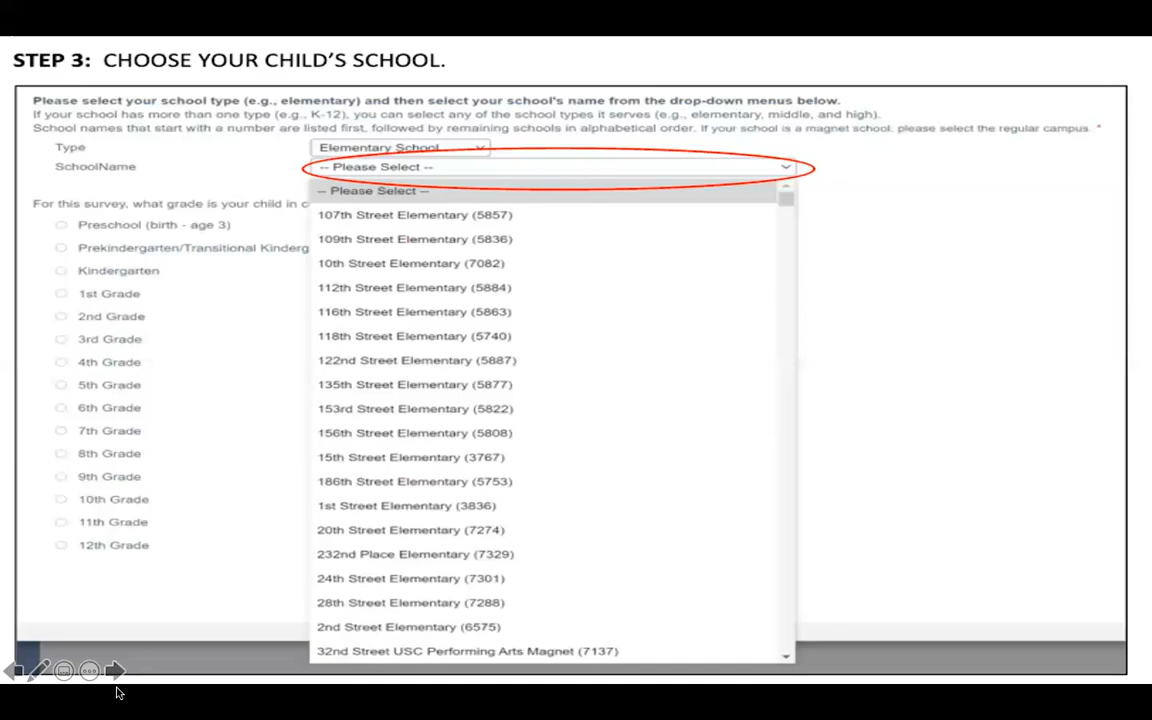 STEP 3: CHOOSE YOUR CHILD'S SCHOOL.
Please select your school type (e.g., elementary) and then select your school's name from the drop-down menus below.
If your school has more than one type (e.g., K-12), you can select any of the school types it serves (e.g., elementary, middle, and high).
School names that start with a number are listed first, followed by remaining schools in alphabetical order. If your school is a magnet school, please select the regular campus. *
Type Elementary School
SchoolName -- Please Select --
-- Please Select --
For this survey, what grade is your child in c
Preschool (birth - age 3)
Prekindergarten/Transitional Kinderg
Kindergarten
1st Grade
2nd Grade
3rd Grade
4th Grade
5th Grade
6th Grade
7th Grade
8th Grade
9th Grade
10th Grade
11th Grade
12th Grade
107th Street Elementary (5857)
109th Street Elementary (5836)
10th Street Elementary (7082)
112th Street Elementary (5884)
116th Street Elementary (5863)
118th Street Elementary (5740)
122nd Street Elementary (5887)
135th Street Elementary (5877)
153rd Street Elementary (5822)
156th Street Elementary (5808)
15th Street Elementary (3767)
186th Street Elementary (5753)
1st Street Elementary (3836)
20th Street Elementary (7274)
232nd Place Elementary (7329)
24th Street Elementary (7301)
28th Street Elementary (7288)
2nd Street Elementary (6575)
32nd Street USC Performing Arts Magnet (7137)